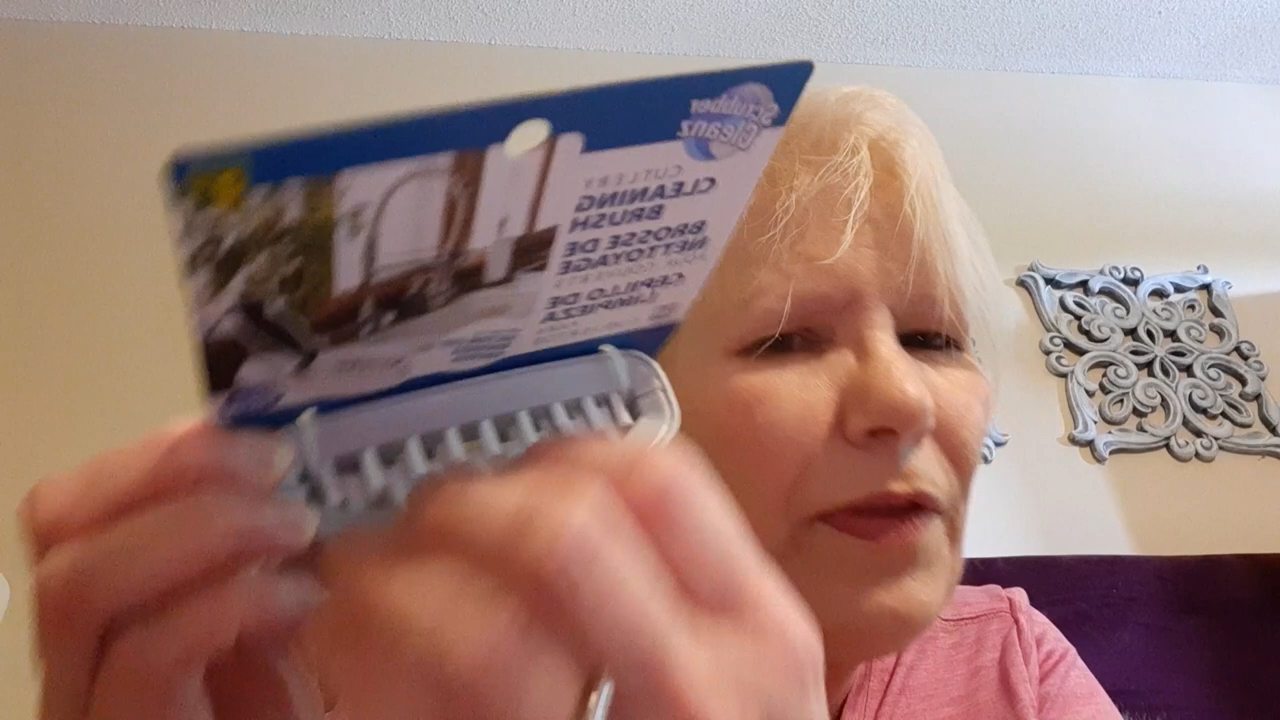 Scrubber
Cleanz
CUTLERY
CLEANING
BRUSH
BROSSE DE
NETTOYAGE
CEPILLO DE
LIMPIEZA